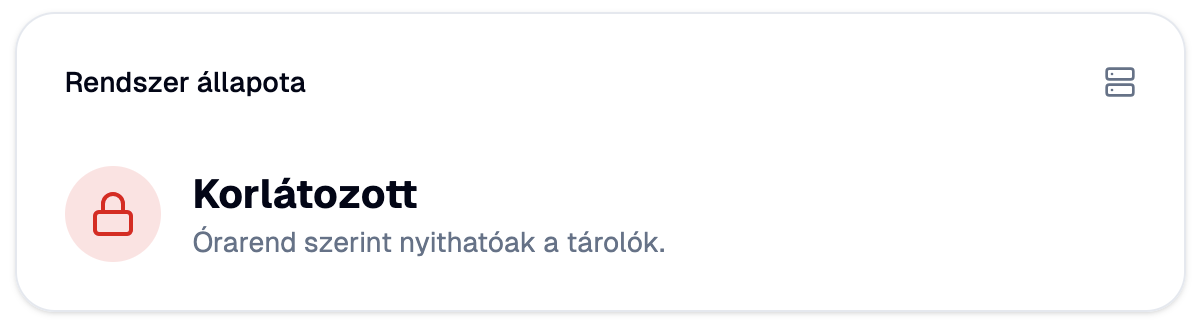 Rendszer állapota
Korlátozott
Órarend szerint nyithatóak a tárolók.